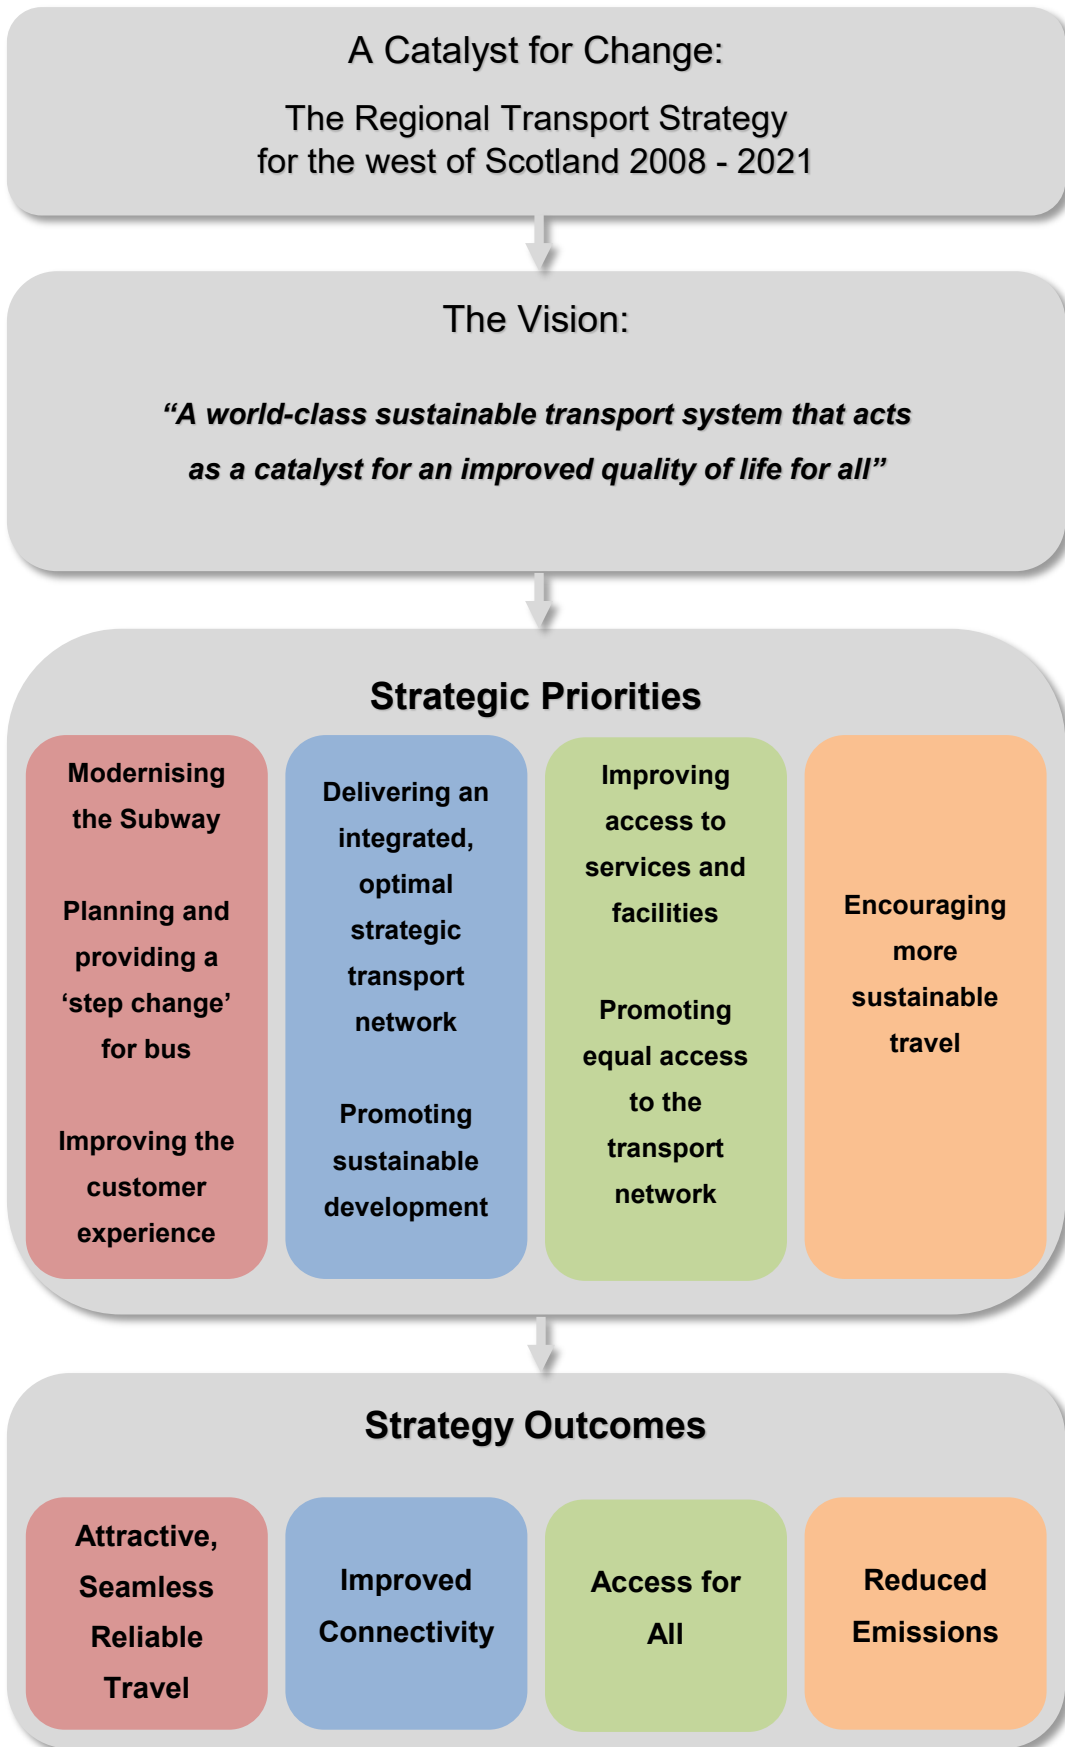 A Catalyst for Change:
The Regional Transport Strategy
for the west of Scotland 2008 - 2021
The Vision:
“A world-class sustainable transport system that acts
as a catalyst for an improved quality of life for all”
Strategic Priorities
Modernising
the Subway
Planning and
providing a
‘step change’
for bus
Improving the
customer
experience
Delivering an
integrated,
optimal
strategic
transport
network
Promoting
sustainable
development
Improving
access to
services and
facilities
Promoting
equal access
to the
transport
network
Encouraging
more
sustainable
travel
Strategy Outcomes
Attractive,
Seamless
Reliable
Travel
Improved
Connectivity
Access for
All
Reduced
Emissions